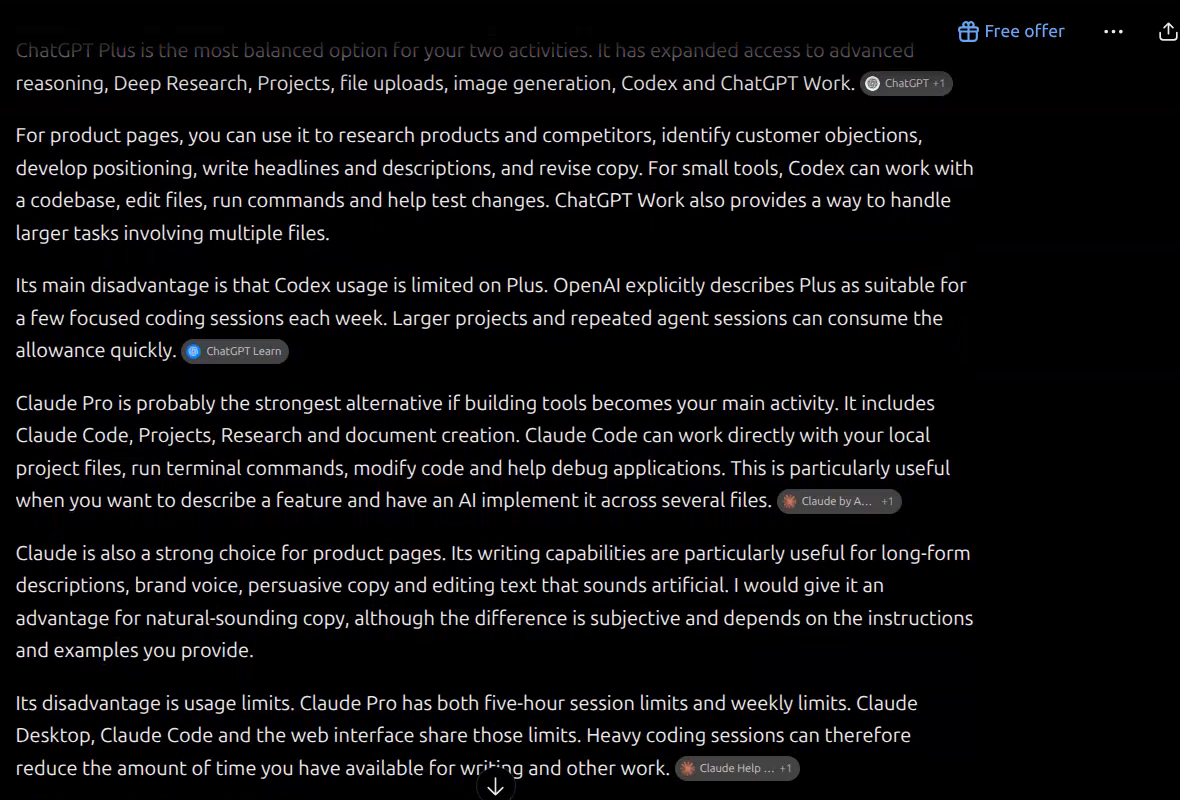 Free offer
ChatGPT Plus is the most balanced option for your two activities. It has expanded access to advanced
reasoning, Deep Research, Projects, file uploads, image generation, Codex and ChatGPT Work. ChatGPT +1
For product pages, you can use it to research products and competitors, identify customer objections,
develop positioning, write headlines and descriptions, and revise copy. For small tools, Codex can work with
a codebase, edit files, run commands and help test changes. ChatGPT Work also provides a way to handle
larger tasks involving multiple files.
Its main disadvantage is that Codex usage is limited on Plus. OpenAI explicitly describes Plus as suitable for
a few focused coding sessions each week. Larger projects and repeated agent sessions can consume the
allowance quickly. ChatGPT Learn
Claude Pro is probably the strongest alternative if building tools becomes your main activity. It includes
Claude Code, Projects, Research and document creation. Claude Code can work directly with your local
project files, run terminal commands, modify code and help debug applications. This is particularly useful
when you want to describe a feature and have an AI implement it across several files. Claude by A... +1
Claude is also a strong choice for product pages. Its writing capabilities are particularly useful for long-form
descriptions, brand voice, persuasive copy and editing text that sounds artificial. I would give it an
advantage for natural-sounding copy, although the difference is subjective and depends on the instructions
and examples you provide.
Its disadvantage is usage limits. Claude Pro has both five-hour session limits and weekly limits. Claude
Desktop, Claude Code and the web interface share those limits. Heavy coding sessions can therefore
reduce the amount of time you have available for writing and other work. Claude Help ... +1